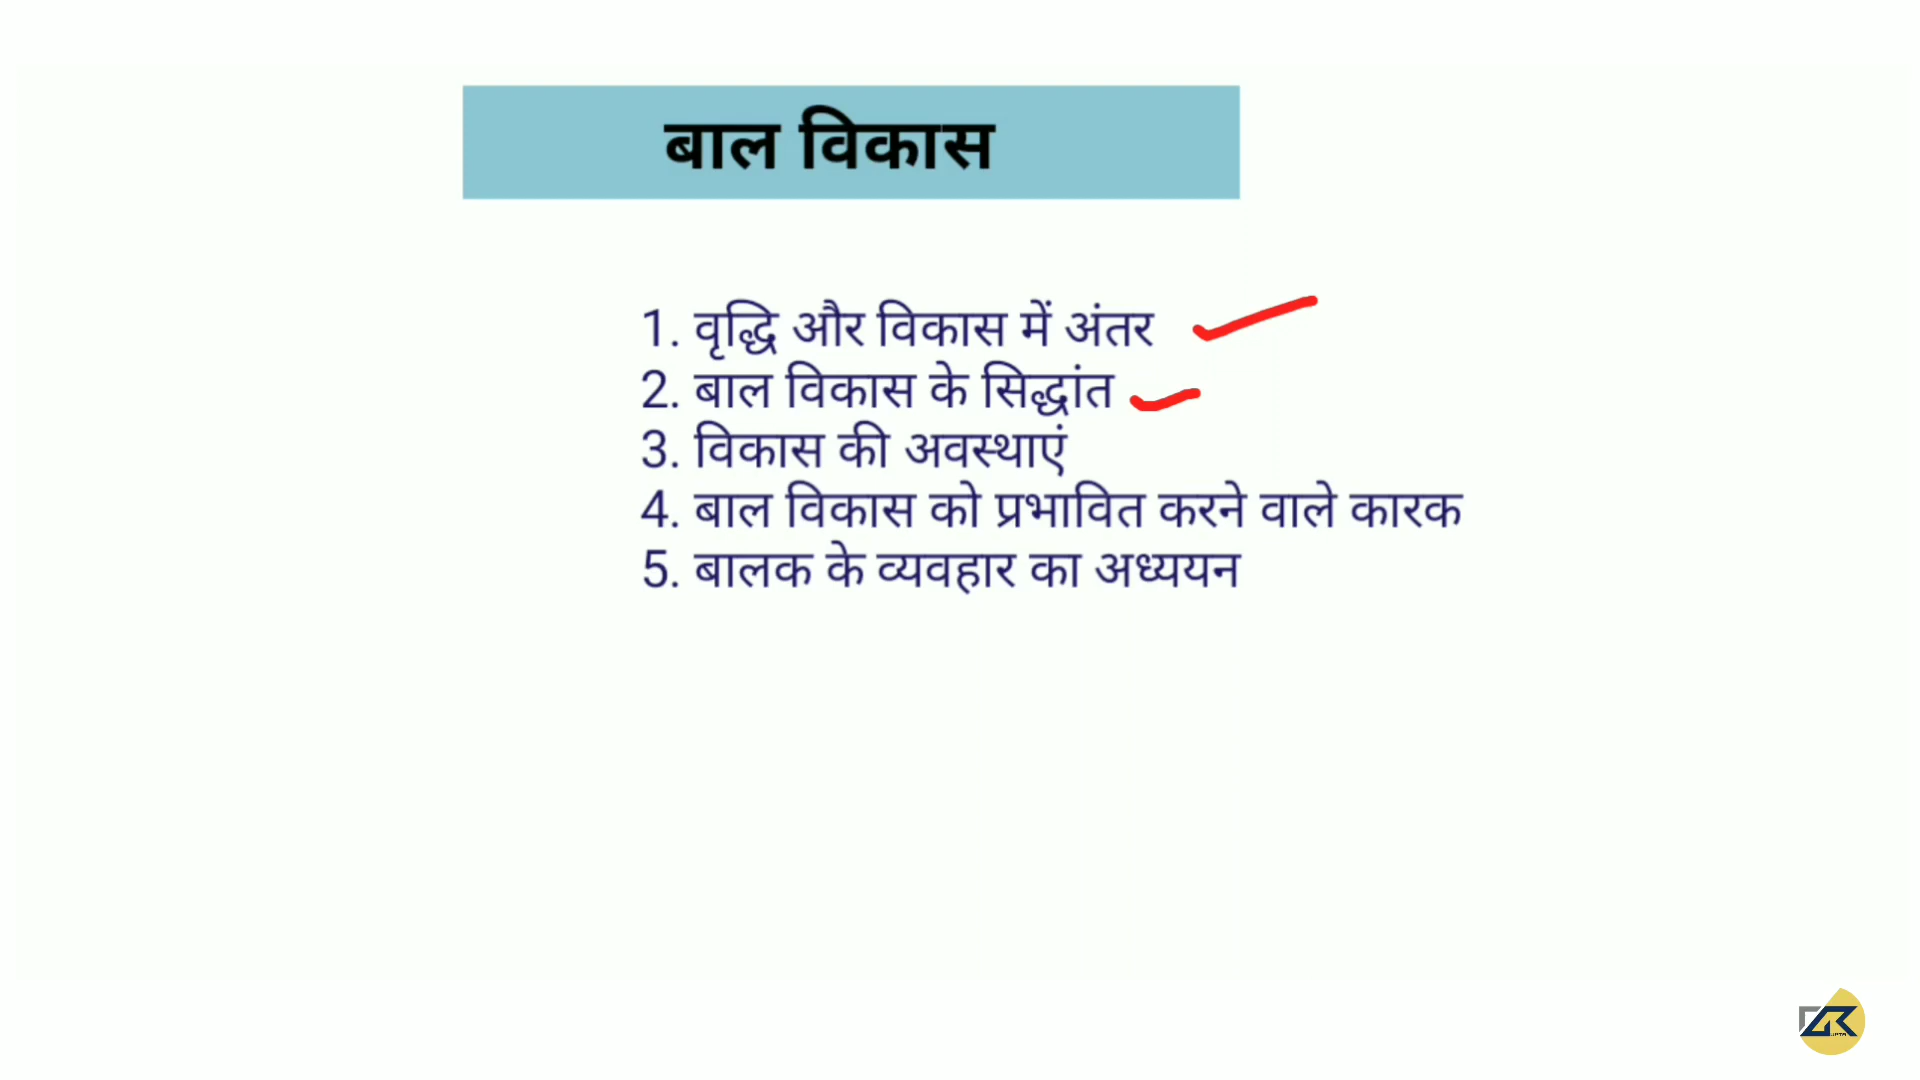 बाल विकास
1. वृद्धि और विकास में अंतर
2. बाल विकास के सिद्धांत
3. विकास की अवस्थाएं
4. बाल विकास को प्रभावित करने वाले कारक
5. बालक के व्यवहार का अध्ययन